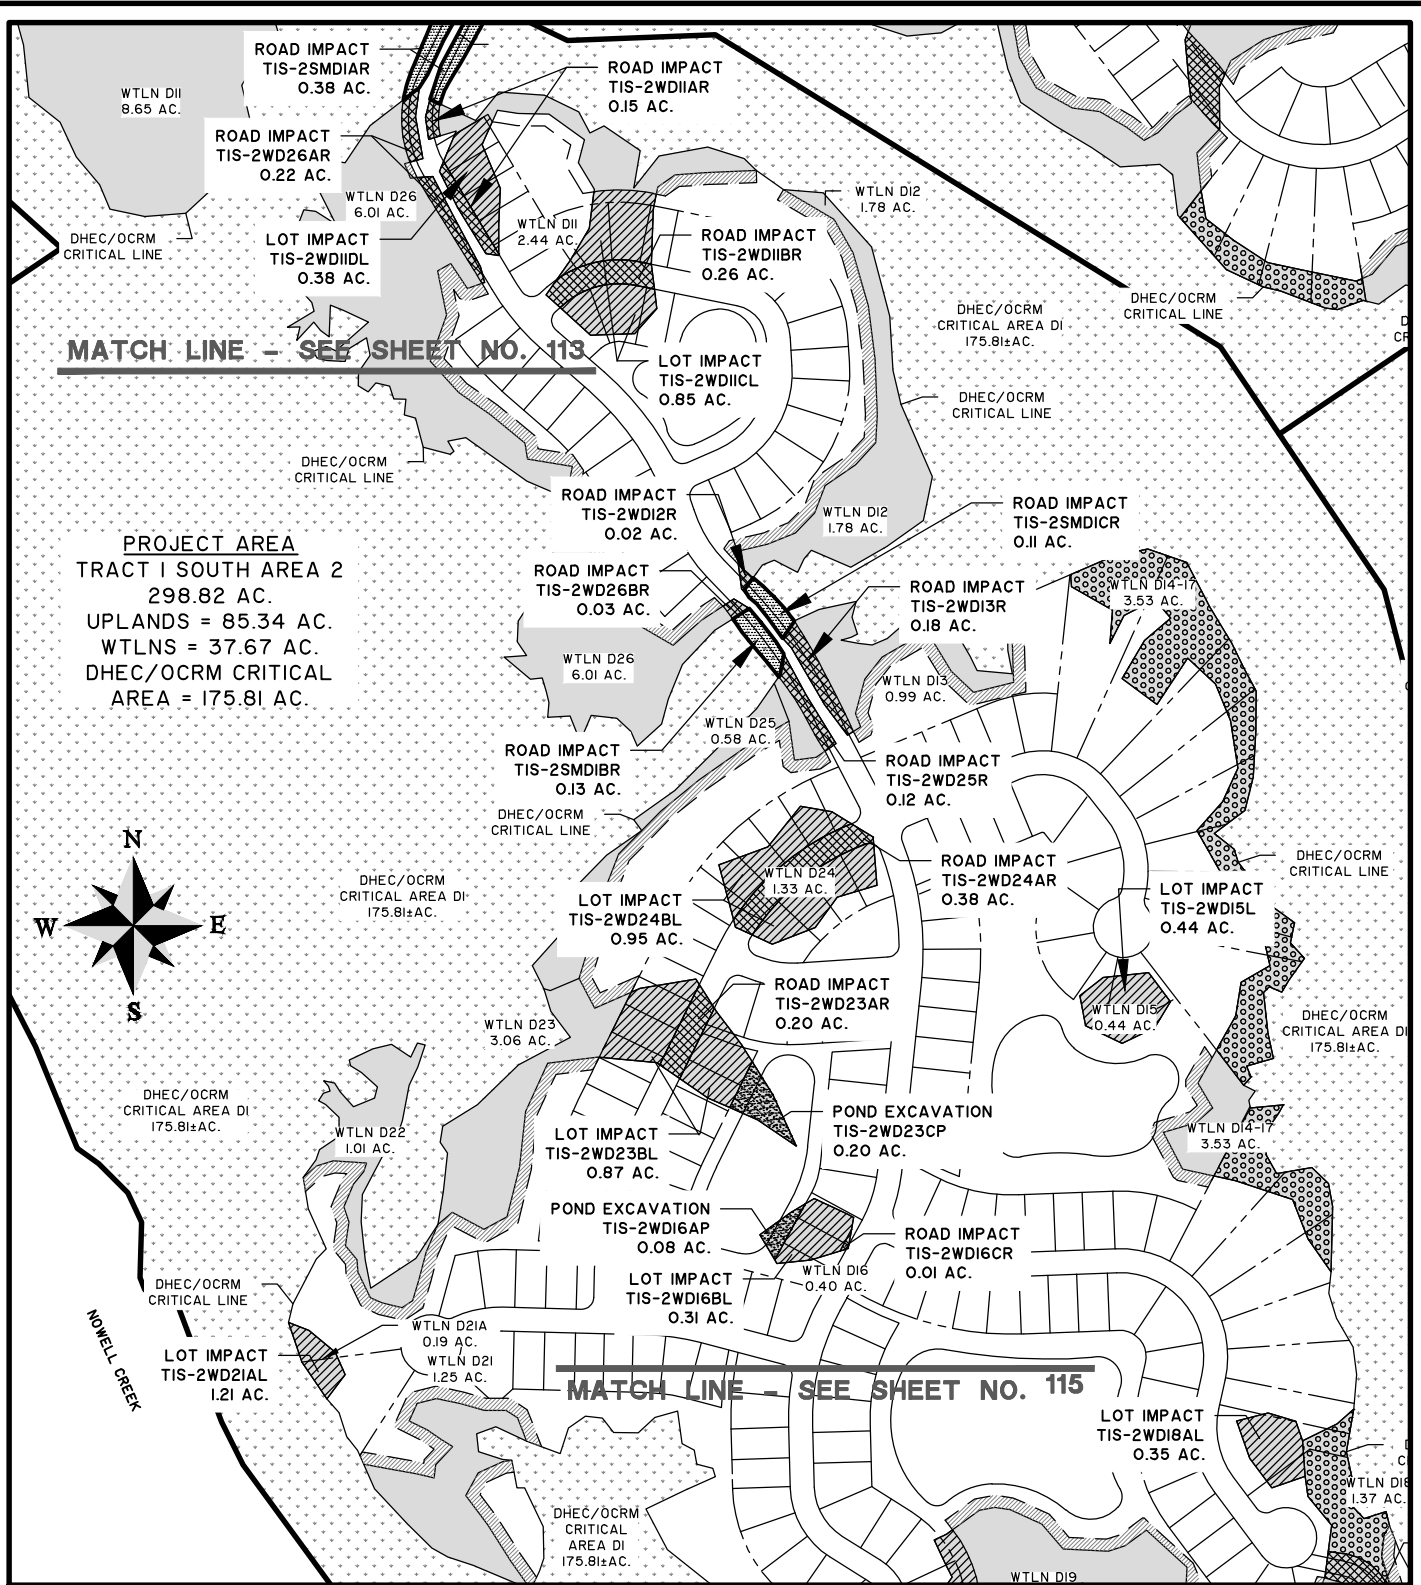 ROAD IMPACT
TIS-2SMD1AR
0.38 AC.
ROAD IMPACT
TIS-2WD11AR
0.15 AC.
WTLN D11
8.65 AC.
ROAD IMPACT
TIS-2WD26AR
0.22 AC.
WTLN D26
6.01 AC.
WTLN D12
1.78 AC.
WTLN D11
2.44 AC.
DHEC/OCRM
CRITICAL LINE
LOT IMPACT
TIS-2WD11DL
0.38 AC.
ROAD IMPACT
TIS-2WD11BR
0.26 AC.
DHEC/OCRM
CRITICAL LINE
DHEC/OCRM
CRITICAL AREA D1
175.81±AC.
MATCH LINE - SEE SHEET NO. 113
LOT IMPACT
TIS-2WD11CL
0.85 AC.
DHEC/OCRM
CRITICAL LINE
DHEC/OCRM
CRITICAL LINE
ROAD IMPACT
TIS-2WD12R
0.02 AC.
WTLN D12
1.78 AC.
ROAD IMPACT
TIS-2SMD1CR
0.11 AC.
PROJECT AREA
TRACT 1 SOUTH AREA 2
298.82 AC.
UPLANDS = 85.34 AC.
WTLNS = 37.67 AC.
DHEC/OCRM CRITICAL
AREA = 175.81 AC.
ROAD IMPACT
TIS-2WD26BR
0.03 AC.
ROAD IMPACT
TIS-2WD13R
0.18 AC.
WTLN D14-17
3.53 AC.
WTLN D26
6.01 AC.
WTLN D13
0.99 AC.
WTLN D25
0.58 AC.
ROAD IMPACT
TIS-2SMD1BR
0.13 AC.
ROAD IMPACT
TIS-2WD25R
0.12 AC.
DHEC/OCRM
CRITICAL LINE
N
W
E
S
DHEC/OCRM
CRITICAL AREA D1
175.81±AC.
WTLN D24
1.33 AC.
ROAD IMPACT
TIS-2WD24AR
0.38 AC.
DHEC/OCRM
CRITICAL LINE
LOT IMPACT
TIS-2WD24BL
0.95 AC.
LOT IMPACT
TIS-2WD15L
0.44 AC.
ROAD IMPACT
TIS-2WD23AR
0.20 AC.
WTLN D15
0.44 AC.
WTLN D23
3.06 AC.
DHEC/OCRM
CRITICAL AREA D1
175.81±AC.
DHEC/OCRM
CRITICAL AREA D1
175.81±AC.
WTLN D22
1.01 AC.
LOT IMPACT
TIS-2WD23BL
0.87 AC.
POND EXCAVATION
TIS-2WD23CP
0.20 AC.
WTLN D14-17
3.53 AC.
POND EXCAVATION
TIS-2WD16AP
0.08 AC.
ROAD IMPACT
TIS-2WD16CR
0.01 AC.
WTLN D16
0.40 AC.
LOT IMPACT
TIS-2WD16BL
0.31 AC.
DHEC/OCRM
CRITICAL LINE
NOWELL CREEK
LOT IMPACT
TIS-2WD21AL
1.21 AC.
WTLN D21A
0.19 AC.
WTLN D21
1.25 AC.
MATCH LINE - SEE SHEET NO. 115
LOT IMPACT
TIS-2WD18AL
0.35 AC.
WTLN D18
1.37 AC.
DHEC/OCRM
CRITICAL
AREA D1
175.81±AC.
WTLN D19